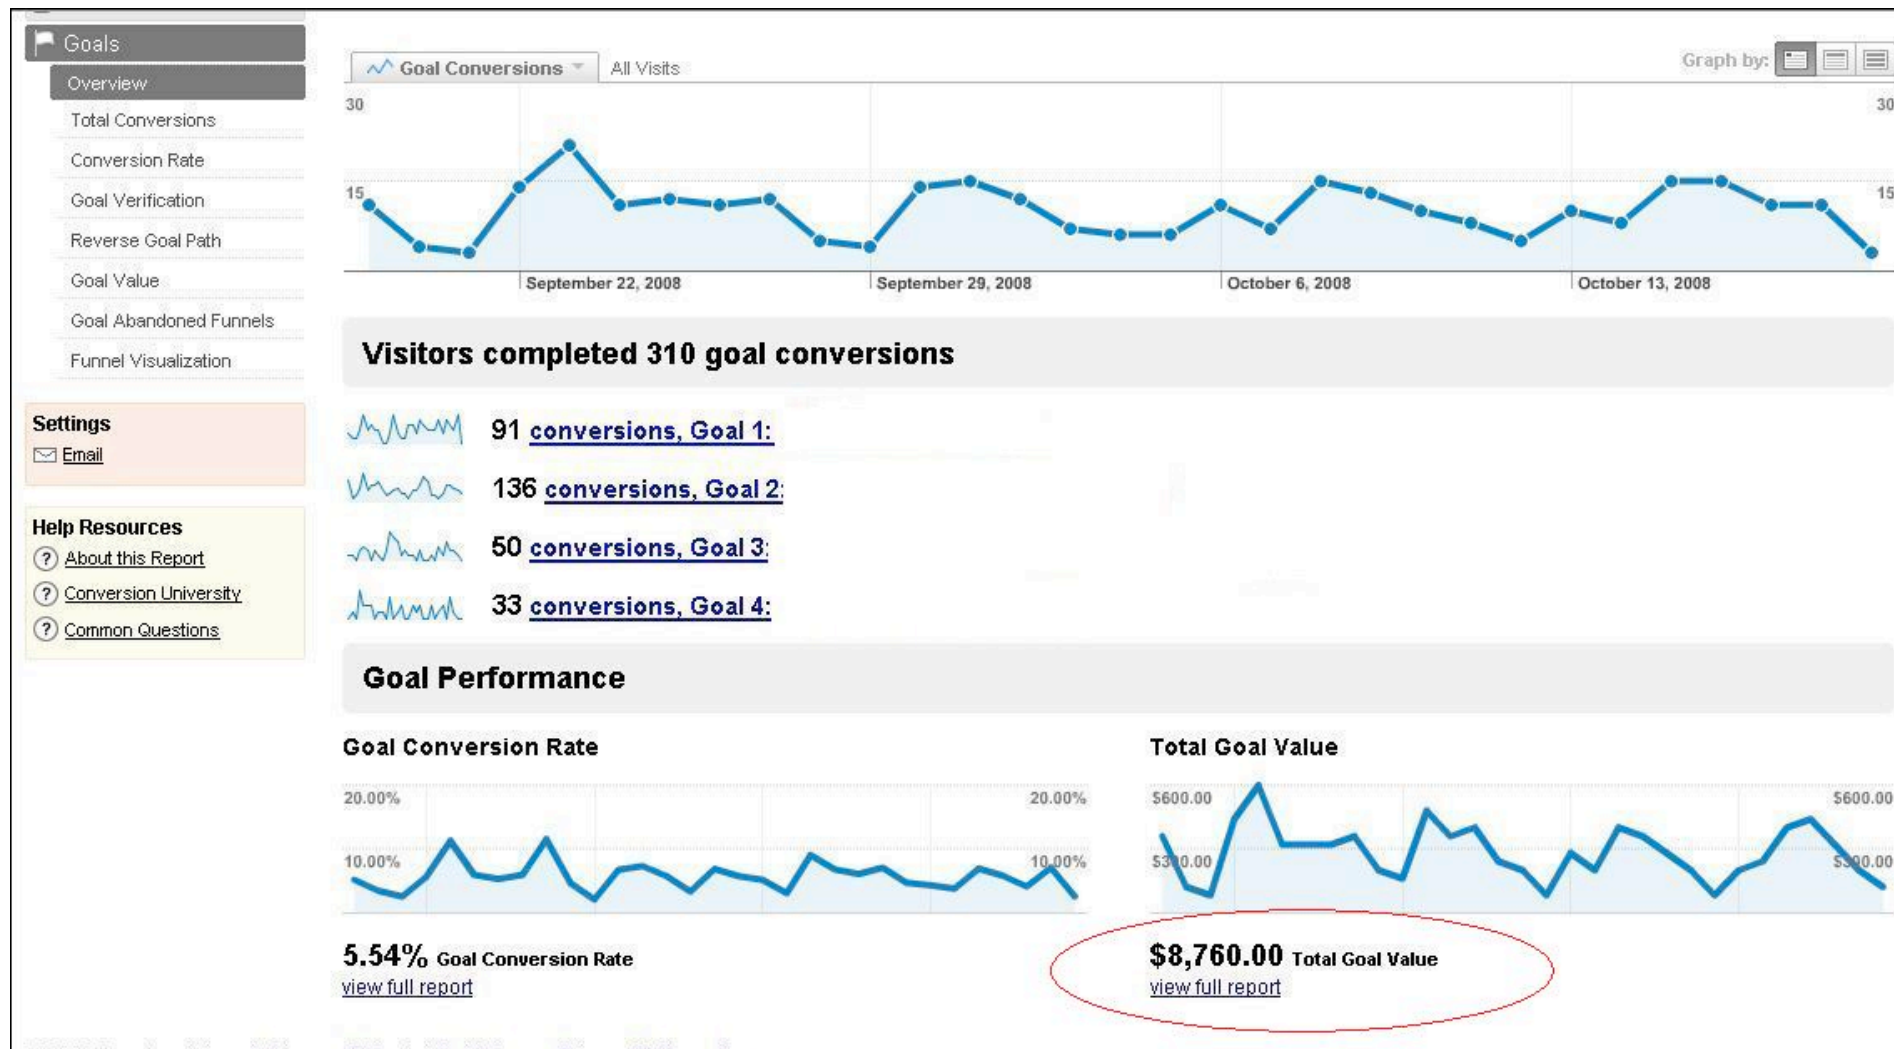 Goals
Overview
Total Conversions
Conversion Rate
Goal Verification
Reverse Goal Path
Goal Value
Goal Abandoned Funnels
Funnel Visualization
Settings
Email
Help Resources
About this Report
Conversion University
Common Questions
Goal Conversions All Visits
Graph by:
30 30
15 15
September 22, 2008 September 29, 2008 October 6, 2008 October 13, 2008
Visitors completed 310 goal conversions
91 conversions, Goal 1:
136 conversions, Goal 2:
50 conversions, Goal 3:
33 conversions, Goal 4:
Goal Performance
Goal Conversion Rate
20.00% 20.00%
10.00% 10.00%
5.54% Goal Conversion Rate
view full report
Total Goal Value
$600.00 $600.00
$300.00 $300.00
$8,760.00 Total Goal Value
view full report